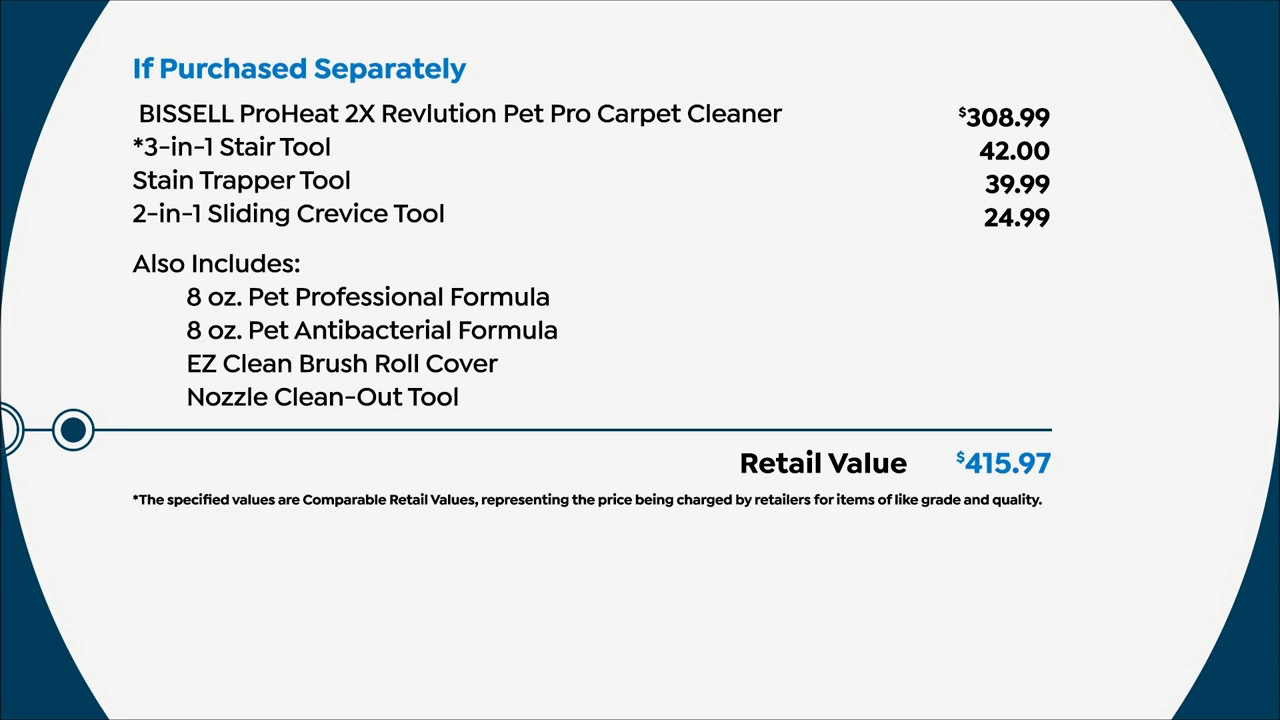 If Purchased Separately
BISSELL ProHeat 2X Revlution Pet Pro Carpet Cleaner $308.99
*3-in-1 Stair Tool 42.00
Stain Trapper Tool 39.99
2-in-1 Sliding Crevice Tool 24.99
Also Includes:
8 oz. Pet Professional Formula
8 oz. Pet Antibacterial Formula
EZ Clean Brush Roll Cover
Nozzle Clean-Out Tool
Retail Value $415.97
*The specified values are Comparable Retail Values, representing the price being charged by retailers for items of like grade and quality.